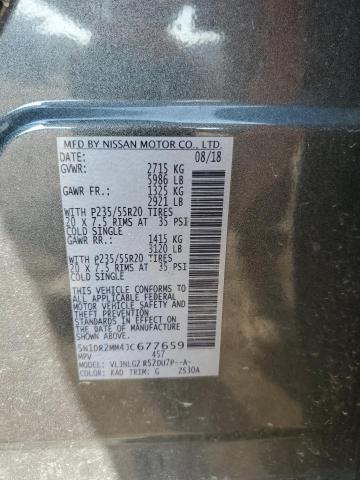 MFD BY NISSAN MOTOR CO., LTD.
DATE: 08/18
GVWR: 2715 KG
5986 LB
GAWR FR.: 1325 KG
2921 LB
WITH P235/55R20 TIRES
20 X 7.5 RIMS AT 35 PSI
COLD SINGLE
GAWR RR.: 1415 KG
3120 LB
WITH P235/55R20 TIRES
20 X 7.5 RIMS AT 35 PSI
COLD SINGLE
THIS VEHICLE CONFORMS TO ALL
APPLICABLE U.S. FEDERAL MOTOR
VEHICLE SAFETY AND THEFT PREVENTION
STANDARDS IN EFFECT ON THE DATE OF
MANUFACTURE SHOWN ABOVE.
5N1DR2MM4JC677659
MPV 457
MODEL: VLJNLGZ R52DU7P--A-
COLOR: KAD TRIM: G ZS30A